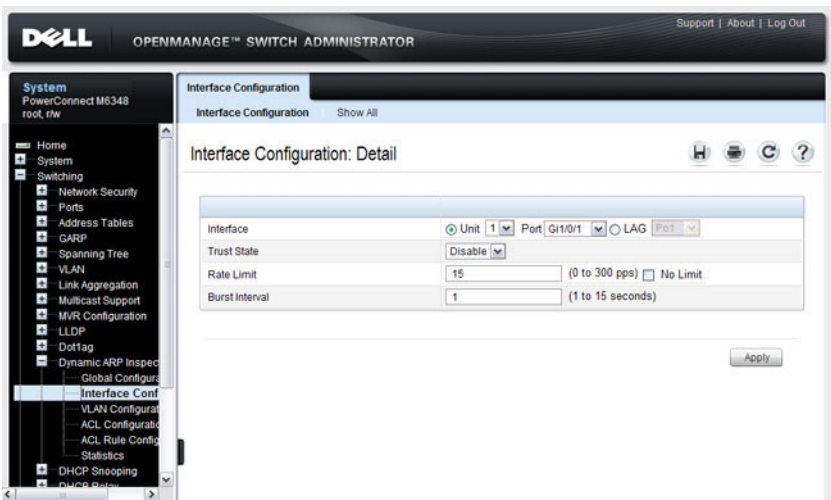 Support | About | Log Out
DELL OPENMANAGE™ SWITCH ADMINISTRATOR
System
PowerConnect M6348
root, r/w
Home
System
Switching
Network Security
Ports
Address Tables
GARP
Spanning Tree
VLAN
Link Aggregation
Multicast Support
MVR Configuration
LLDP
Dot1ag
Dynamic ARP Inspec
Global Configura
Interface Conf
VLAN Configurat
ACL Configuratio
ACL Rule Config
Statistics
DHCP Snooping
DHCP Relay
Interface Configuration
Interface Configuration Show All
Interface Configuration: Detail
Interface Unit 1 Port Gi1/0/1 LAG Po1
Trust State Disable
Rate Limit 15 (0 to 300 pps) No Limit
Burst Interval 1 (1 to 15 seconds)
Apply